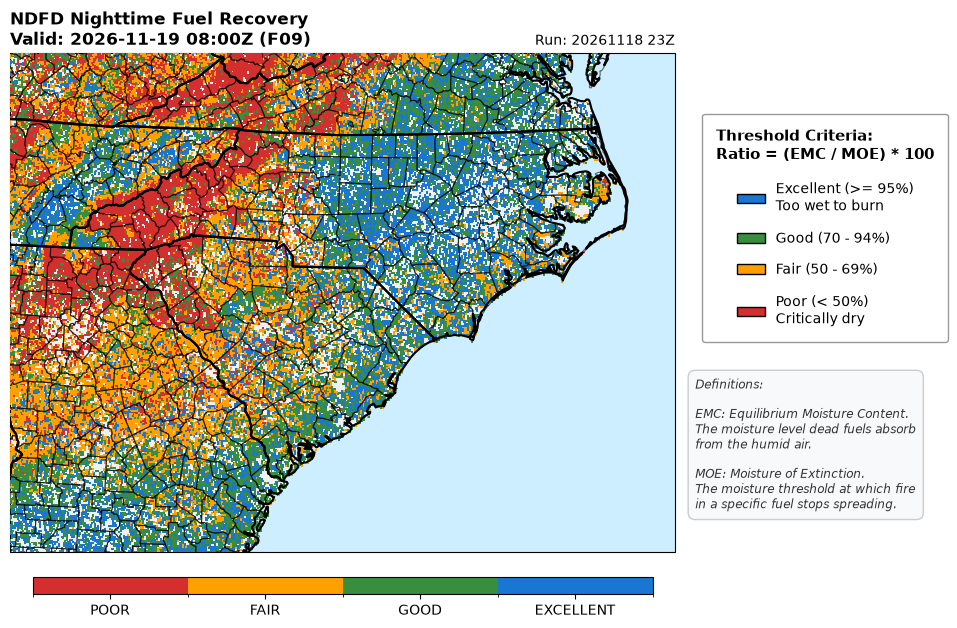 NDFD Nighttime Fuel Recovery
Valid: 2026-11-19 08:00Z (F09)
Run: 20261118 23Z
Threshold Criteria:
Ratio = (EMC / MOE) * 100
Excellent (>= 95%)
Too wet to burn
Good (70 - 94%)
Fair (50 - 69%)
Poor (< 50%)
Critically dry
Definitions:
EMC: Equilibrium Moisture Content.
The moisture level dead fuels absorb
from the humid air.
MOE: Moisture of Extinction.
The moisture threshold at which fire
in a specific fuel stops spreading.
POOR
FAIR
GOOD
EXCELLENT